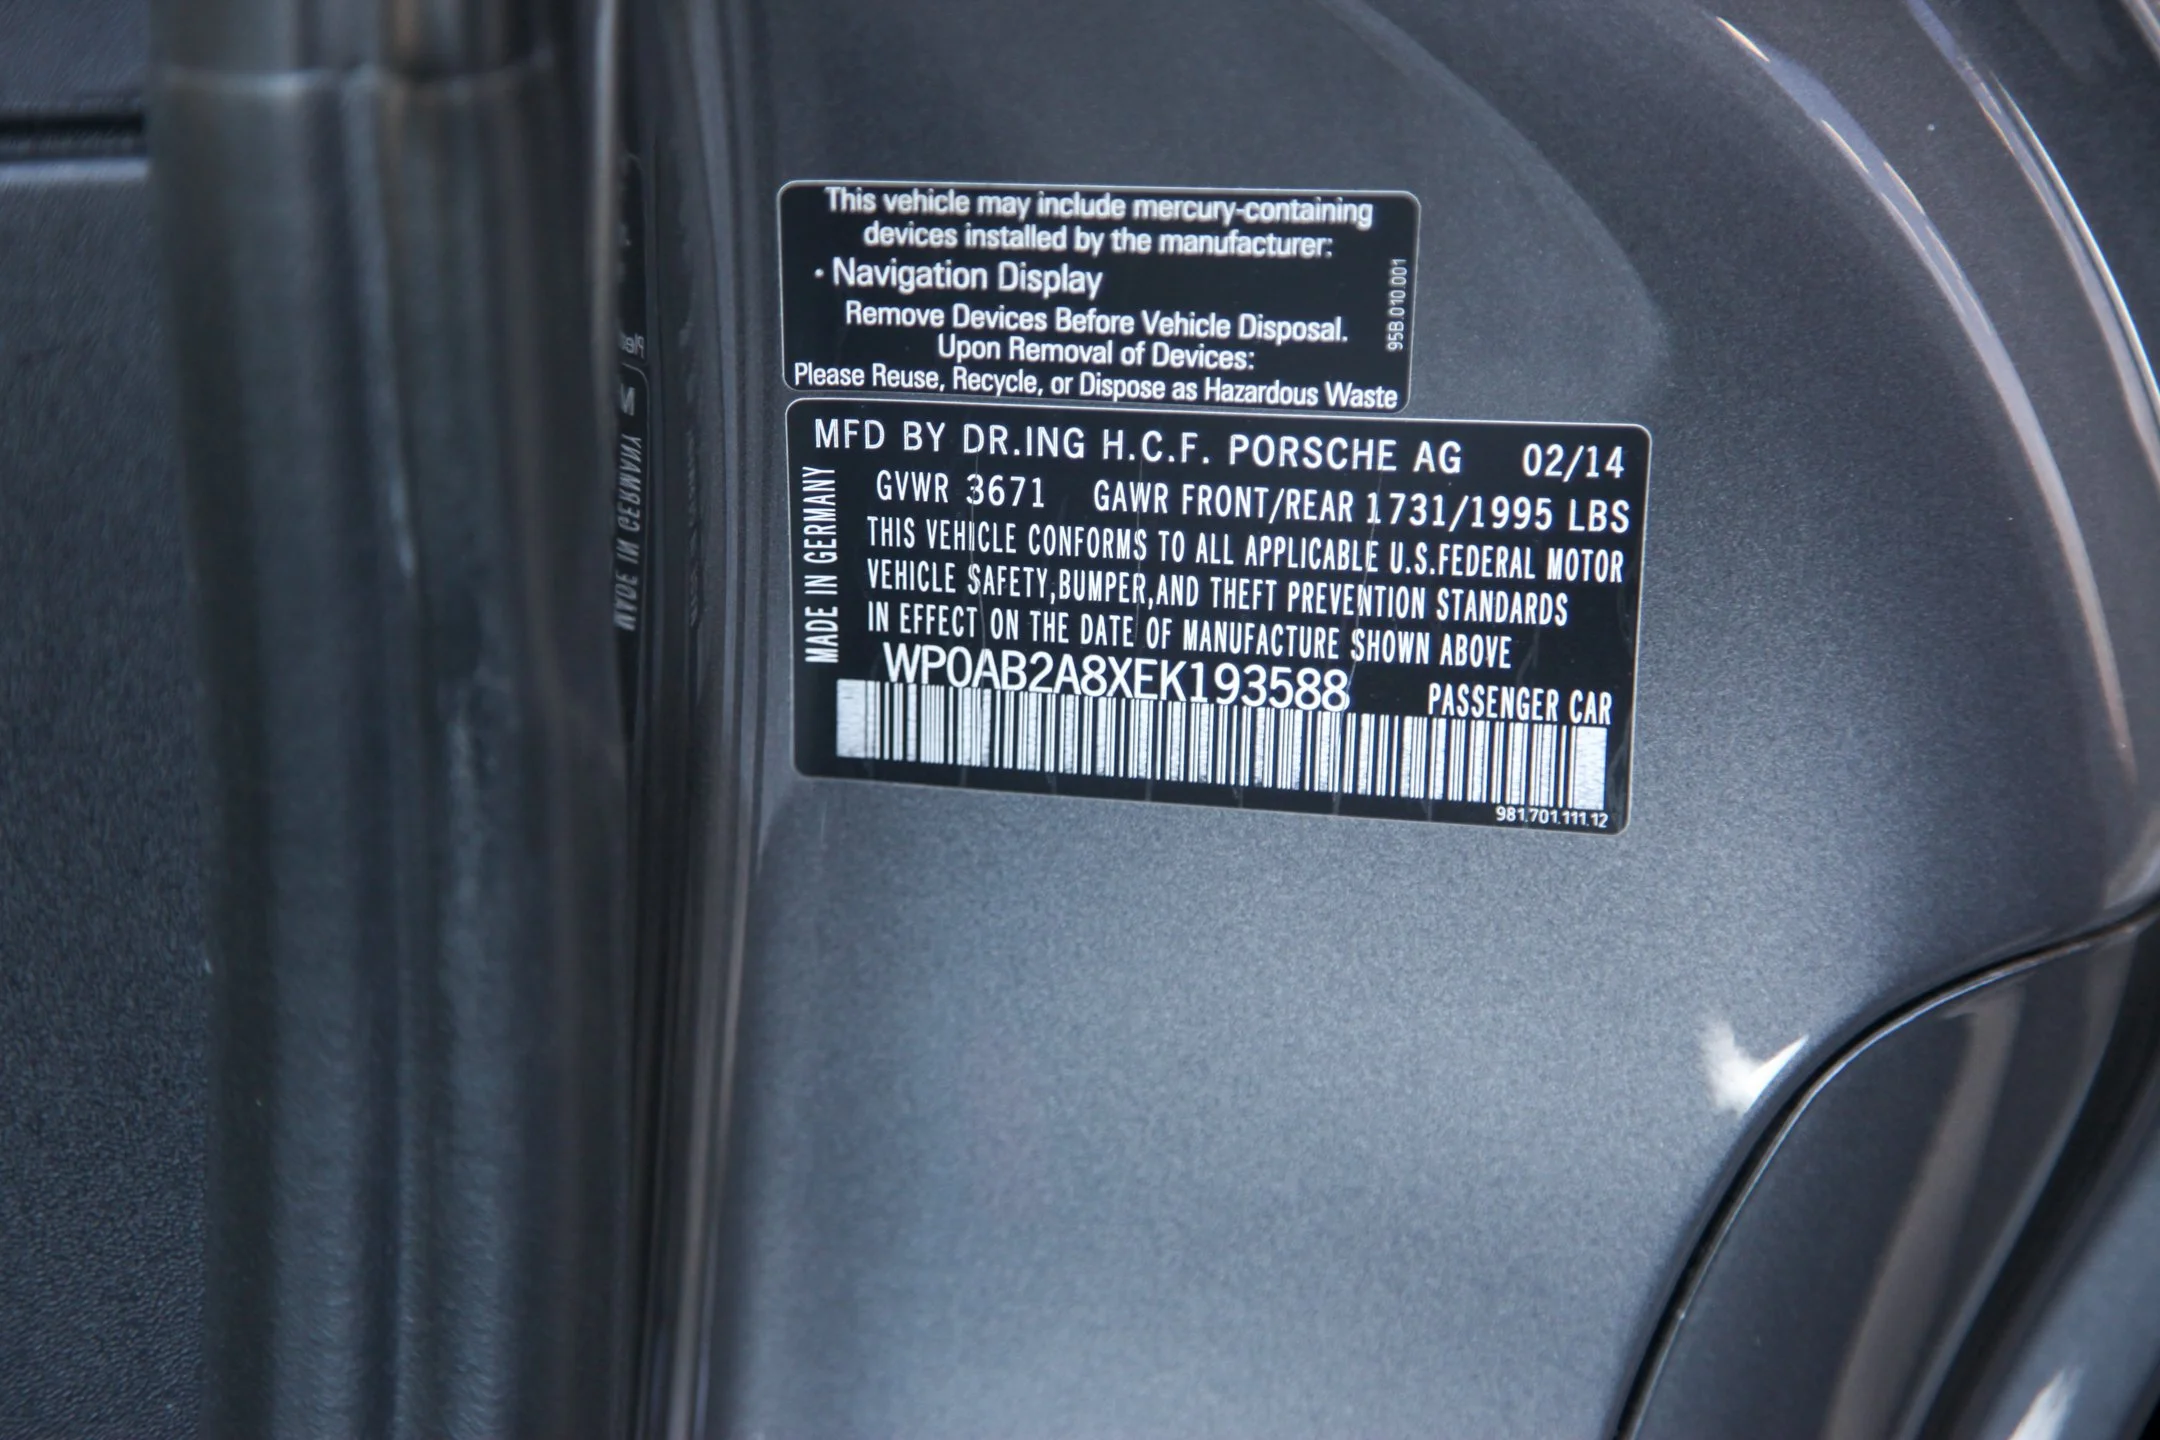 This vehicle may include mercury-containing
devices installed by the manufacturer:
· Navigation Display
Remove Devices Before Vehicle Disposal.
Upon Removal of Devices:
Please Reuse, Recycle, or Dispose as Hazardous Waste
95B.010.001
MFD BY DR.ING H.C.F. PORSCHE AG 02/14
GVWR 3671 GAWR FRONT/REAR 1731/1995 LBS
THIS VEHICLE CONFORMS TO ALL APPLICABLE U.S.FEDERAL MOTOR
VEHICLE SAFETY,BUMPER,AND THEFT PREVENTION STANDARDS
IN EFFECT ON THE DATE OF MANUFACTURE SHOWN ABOVE
MADE IN GERMANY
WP0AB2A8XEK193588 PASSENGER CAR
981.701.111.12